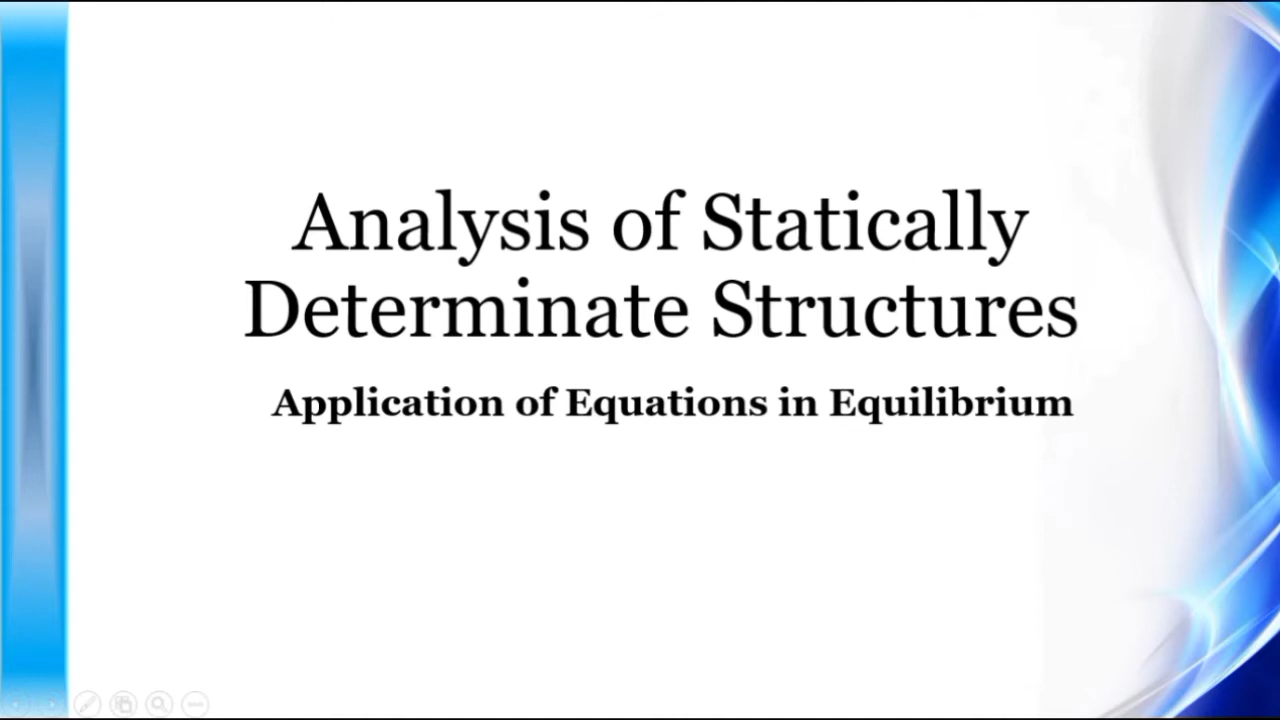 Analysis of Statically
Determinate Structures
Application of Equations in Equilibrium